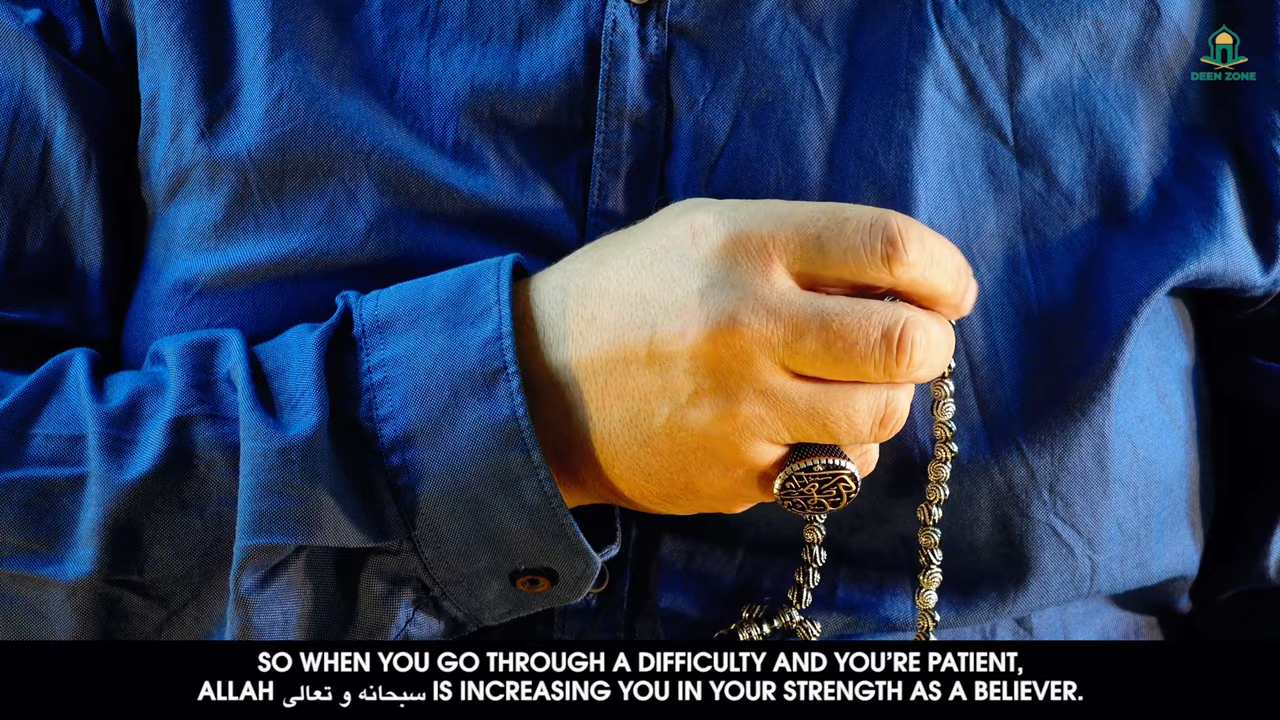 DEEN ZONE
SO WHEN YOU GO THROUGH A DIFFICULTY AND YOU'RE PATIENT,
ALLAH سبحانه و تعالى IS INCREASING YOU IN YOUR STRENGTH AS A BELIEVER.